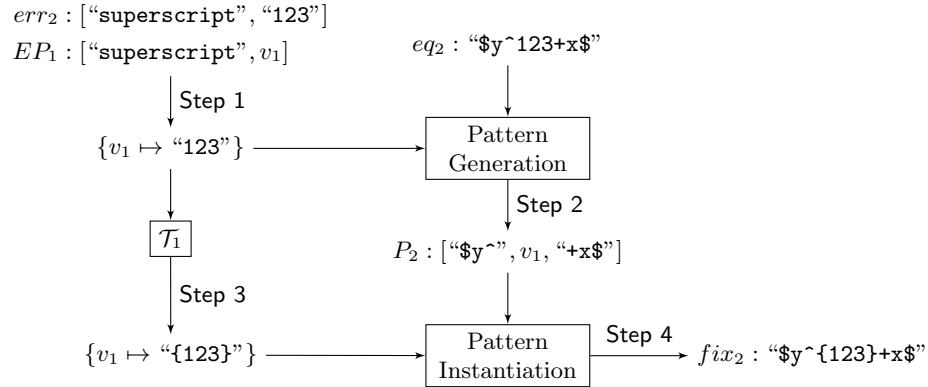 err₂ : [“superscript”, “123”]
EP₁ : [“superscript”, v₁]
eq₂ : “$y^123+x$”
Step 1
{v₁ ↦ “123”}
Pattern
Generation
Step 2
𝒯₁
P₂ : [“$y^”, v₁, “+x$”]
Step 3
{v₁ ↦ “{123}”}
Pattern
Instantiation
Step 4
fix₂ : “$y^{123}+x$”